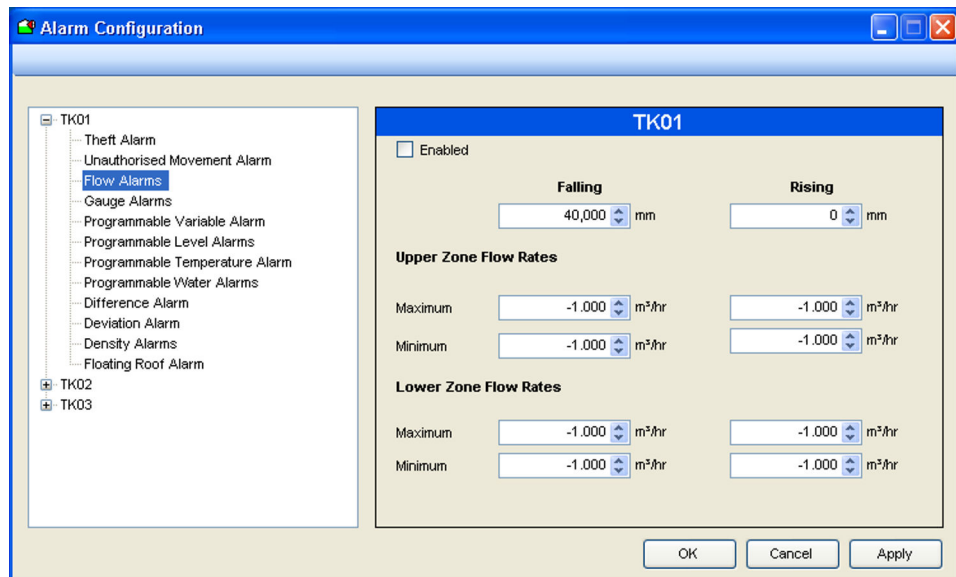 Alarm Configuration
TK01
Theft Alarm
Unauthorised Movement Alarm
Flow Alarms
Gauge Alarms
Programmable Variable Alarm
Programmable Level Alarms
Programmable Temperature Alarm
Programmable Water Alarms
Difference Alarm
Deviation Alarm
Density Alarms
Floating Roof Alarm
TK02
TK03
TK01
Enabled
Falling Rising
40,000 mm 0 mm
Upper Zone Flow Rates
Maximum -1.000 m³/hr -1.000 m³/hr
Minimum -1.000 m³/hr -1.000 m³/hr
Lower Zone Flow Rates
Maximum -1.000 m³/hr -1.000 m³/hr
Minimum -1.000 m³/hr -1.000 m³/hr
OK Cancel Apply